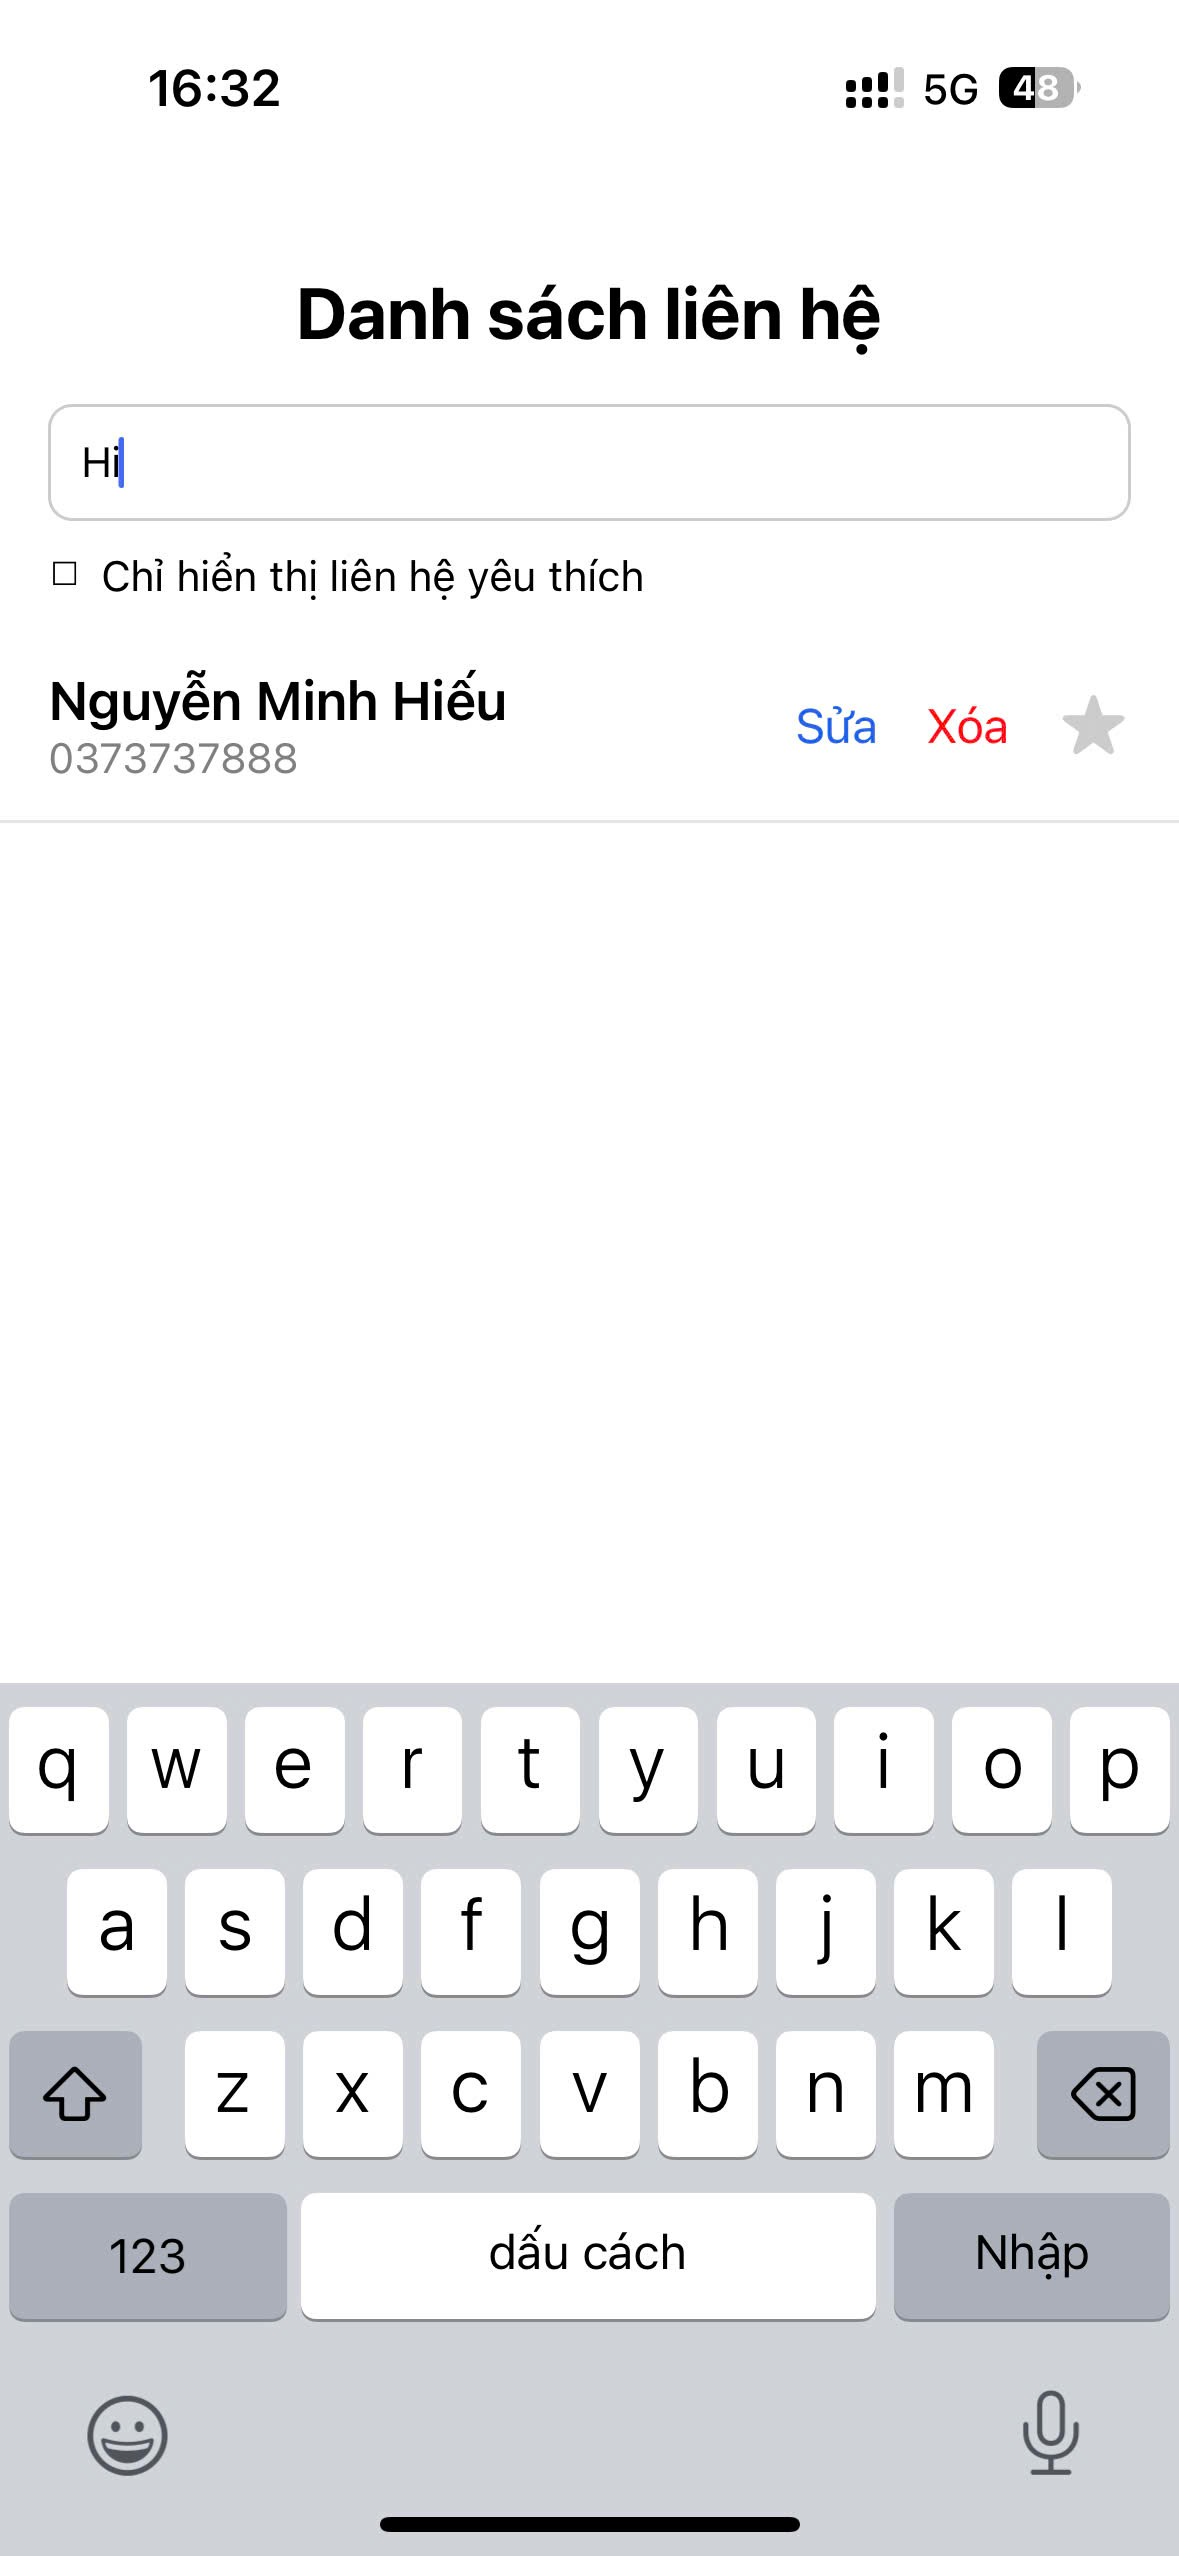 16:32 5G 48
Danh sách liên hệ
Hi
Chỉ hiển thị liên hệ yêu thích
Nguyễn Minh Hiếu
0373737888
Sửa Xóa
q w e r t y u i o p
a s d f g h j k l
z x c v b n m
123 dấu cách Nhập